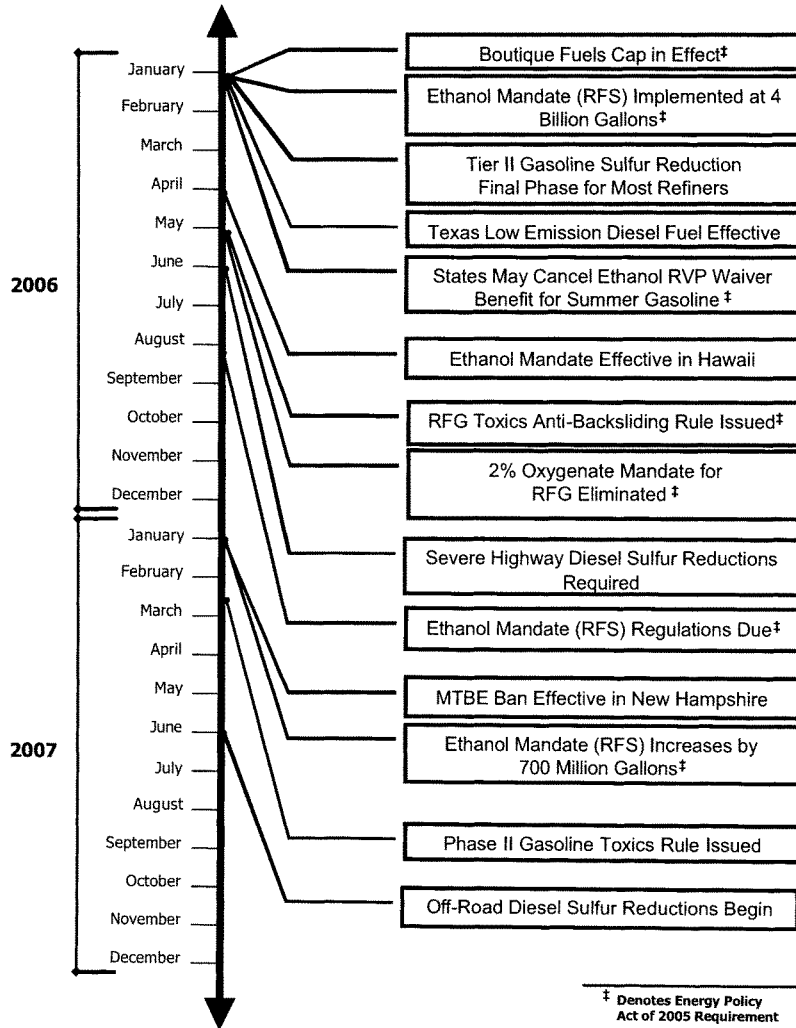 Boutique Fuels Cap in Effect‡
January
Ethanol Mandate (RFS) Implemented at 4
Billion Gallons‡
February
March
Tier II Gasoline Sulfur Reduction
Final Phase for Most Refiners
April
May
Texas Low Emission Diesel Fuel Effective
June
States May Cancel Ethanol RVP Waiver
Benefit for Summer Gasoline ‡
2006
July
August
Ethanol Mandate Effective in Hawaii
September
October
RFG Toxics Anti-Backsliding Rule Issued‡
November
2% Oxygenate Mandate for
RFG Eliminated ‡
December
January
Severe Highway Diesel Sulfur Reductions
Required
February
March
Ethanol Mandate (RFS) Regulations Due‡
April
May
MTBE Ban Effective in New Hampshire
June
2007
Ethanol Mandate (RFS) Increases by
700 Million Gallons‡
July
August
September
Phase II Gasoline Toxics Rule Issued
October
Off-Road Diesel Sulfur Reductions Begin
November
December
‡ Denotes Energy Policy
Act of 2005 Requirement